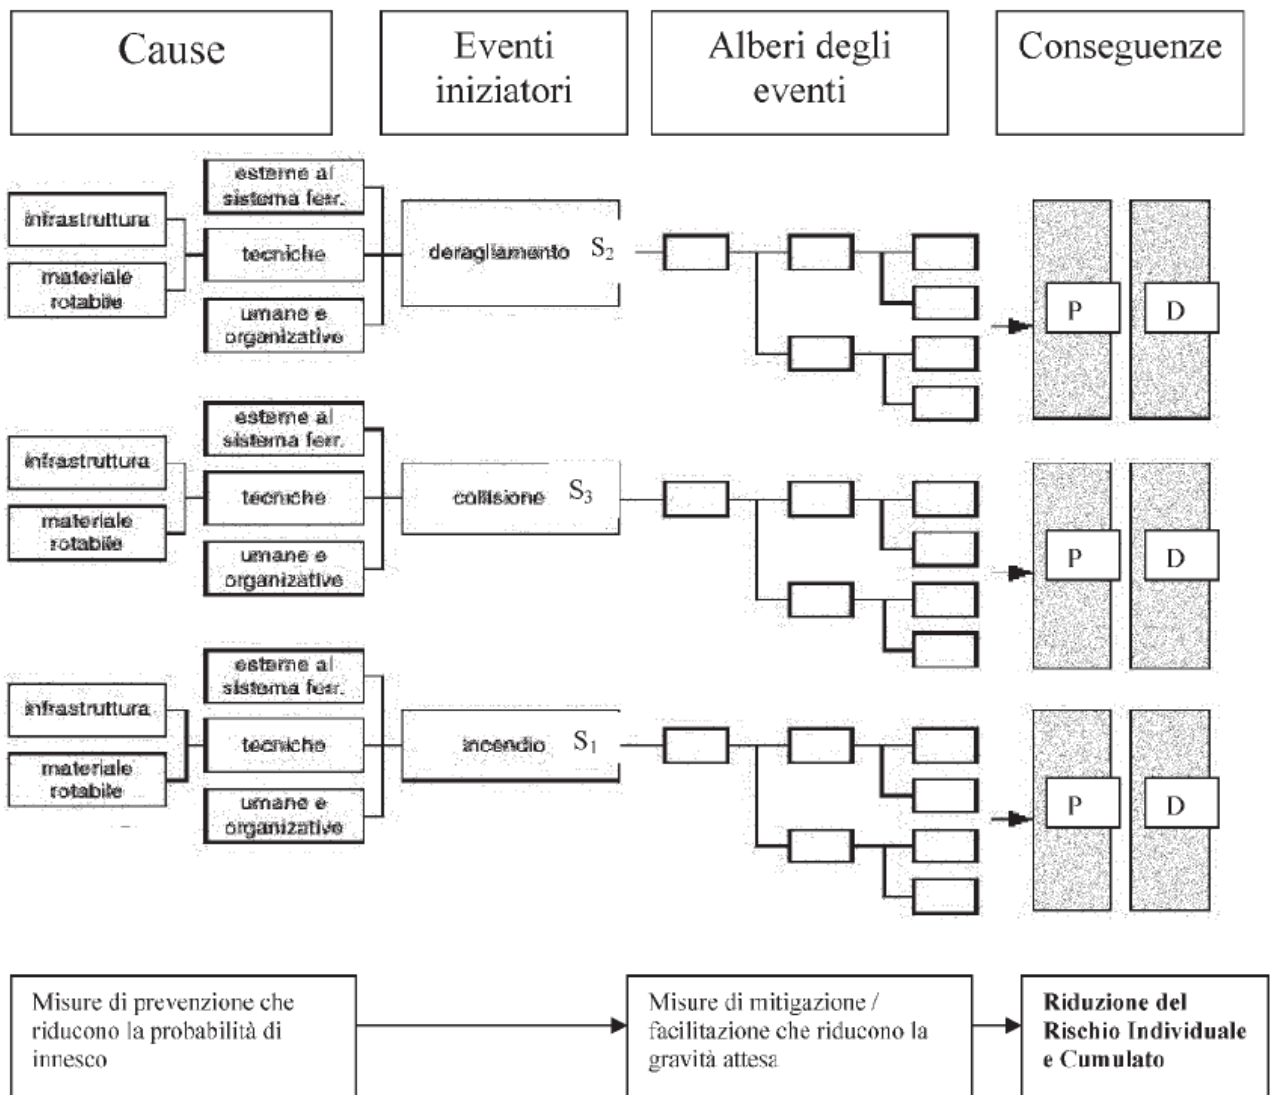 Cause
Eventi
iniziatori
Alberi degli
eventi
Conseguenze
infrastruttura
materiale
rotabile
esterne al
sistema ferr.
tecniche
umane e
organizzative
deragliamento S₂
P
D
infrastruttura
materiale
rotabile
esterne al
sistema ferr.
tecniche
umane e
organizzative
collisione S₃
P
D
infrastruttura
materiale
rotabile
esterne al
sistema ferr.
tecniche
umane e
organizzative
incendio S₁
P
D
Misure di prevenzione che
riducono la probabilità di
innesco
Misure di mitigazione /
facilitazione che riducono la
gravità attesa
Riduzione del
Rischio Individuale
e Cumulato